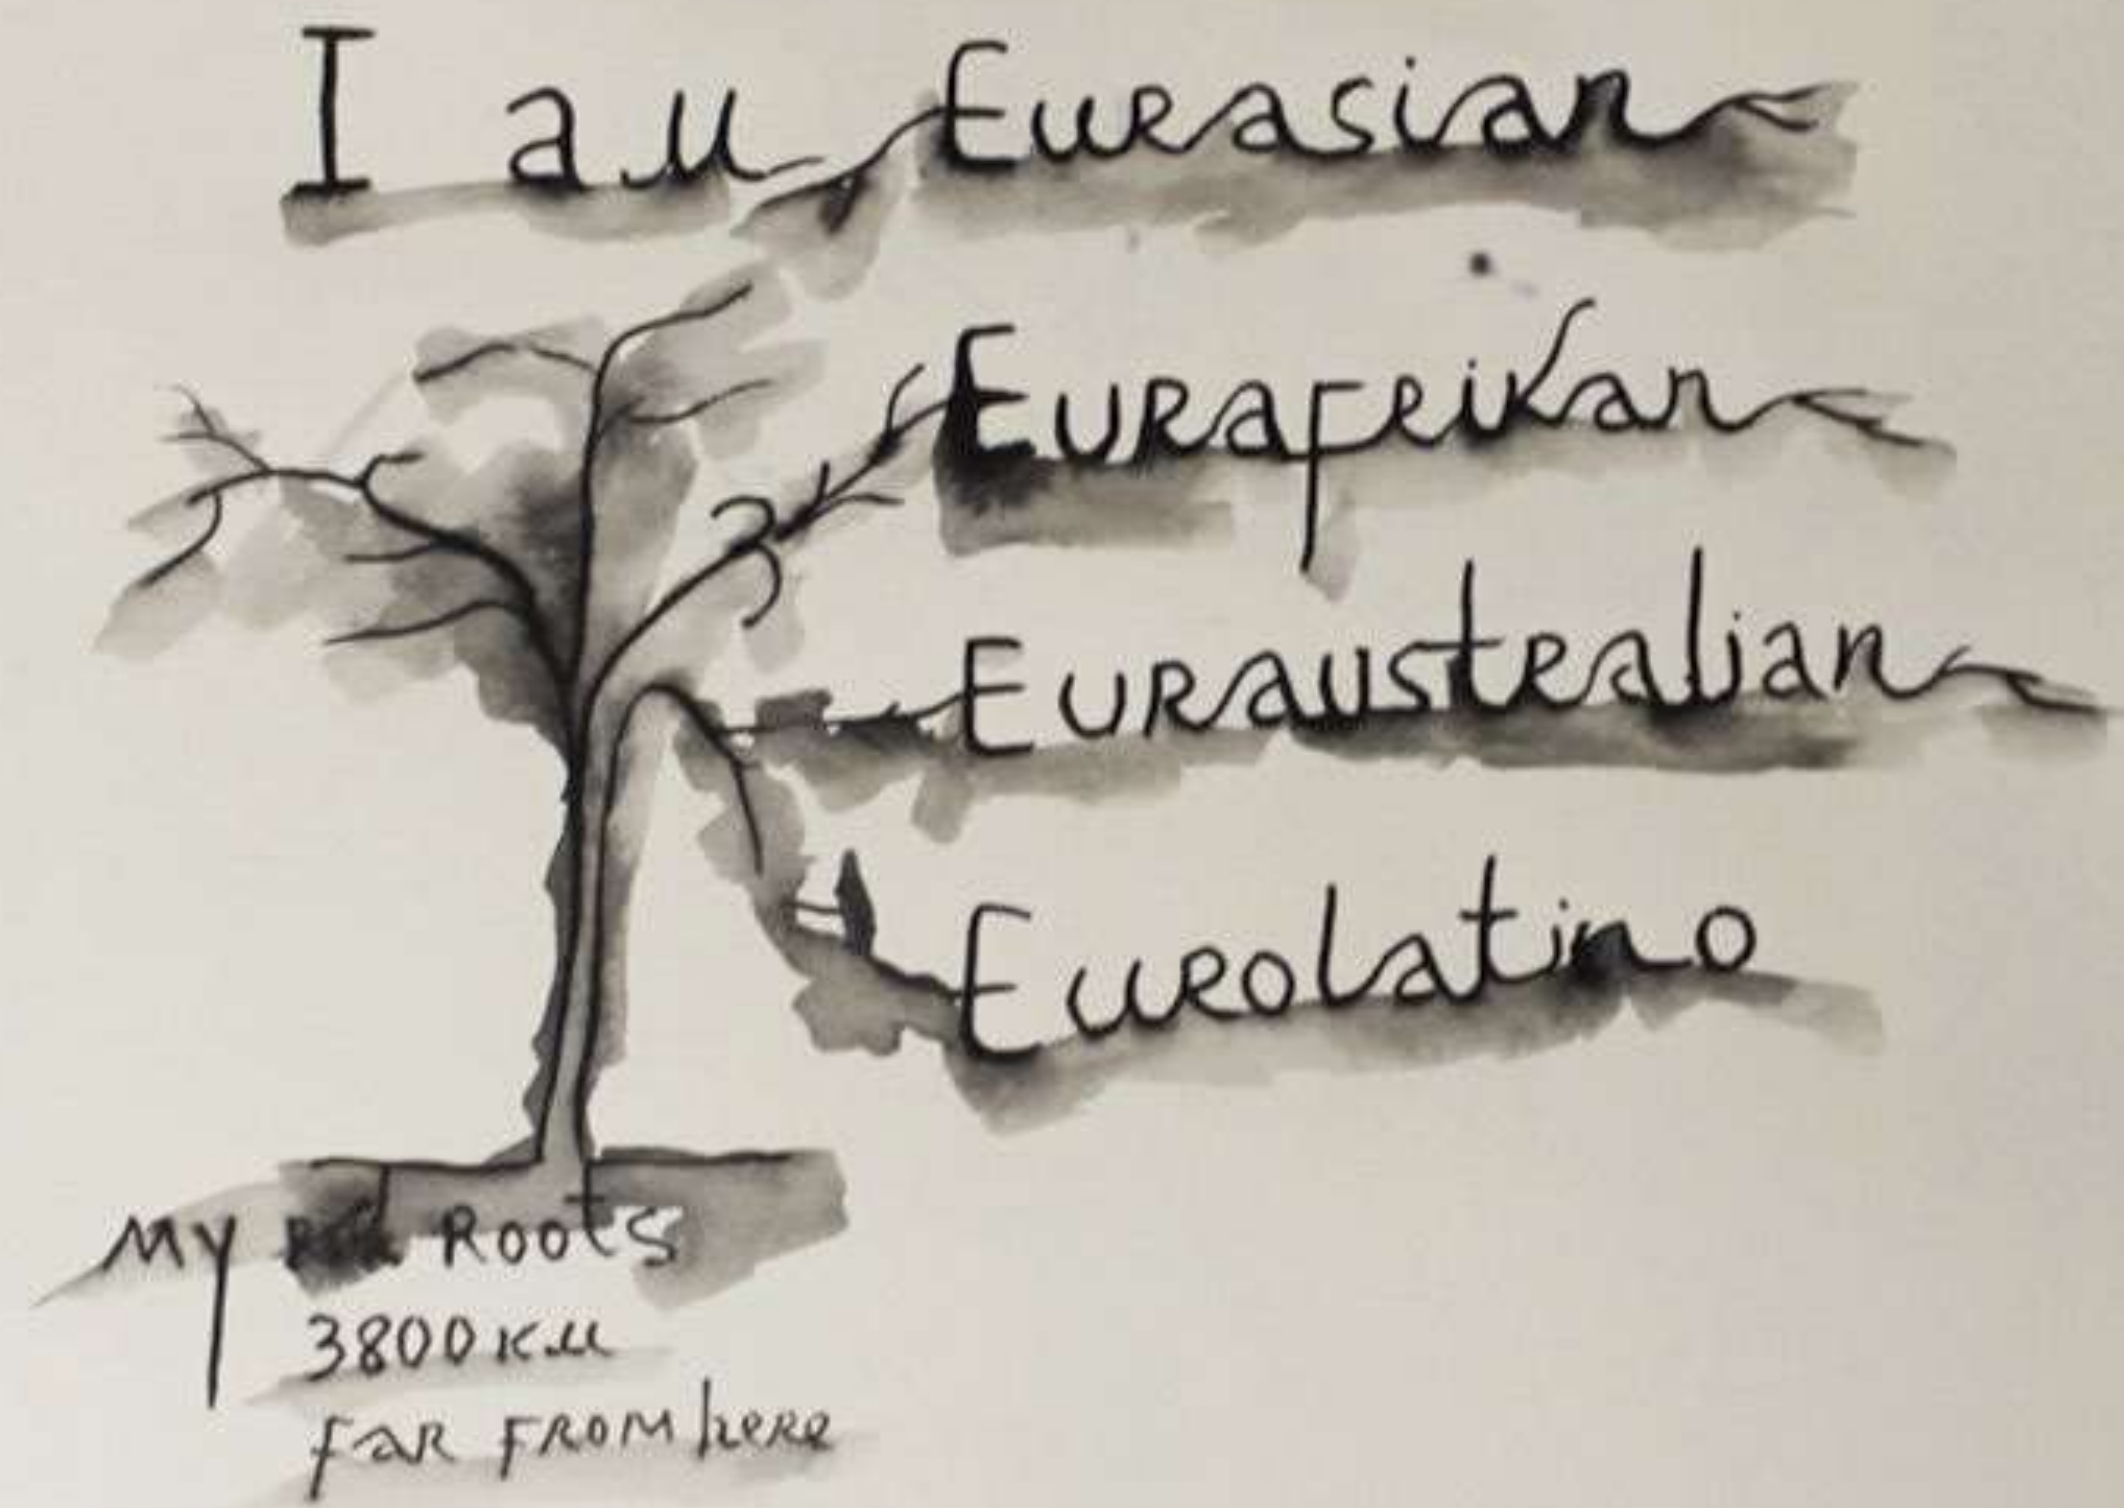 I am Eurasian
Eurafrikan
Euraustralian
Eurolatino
My Roots
3800 km
far from here